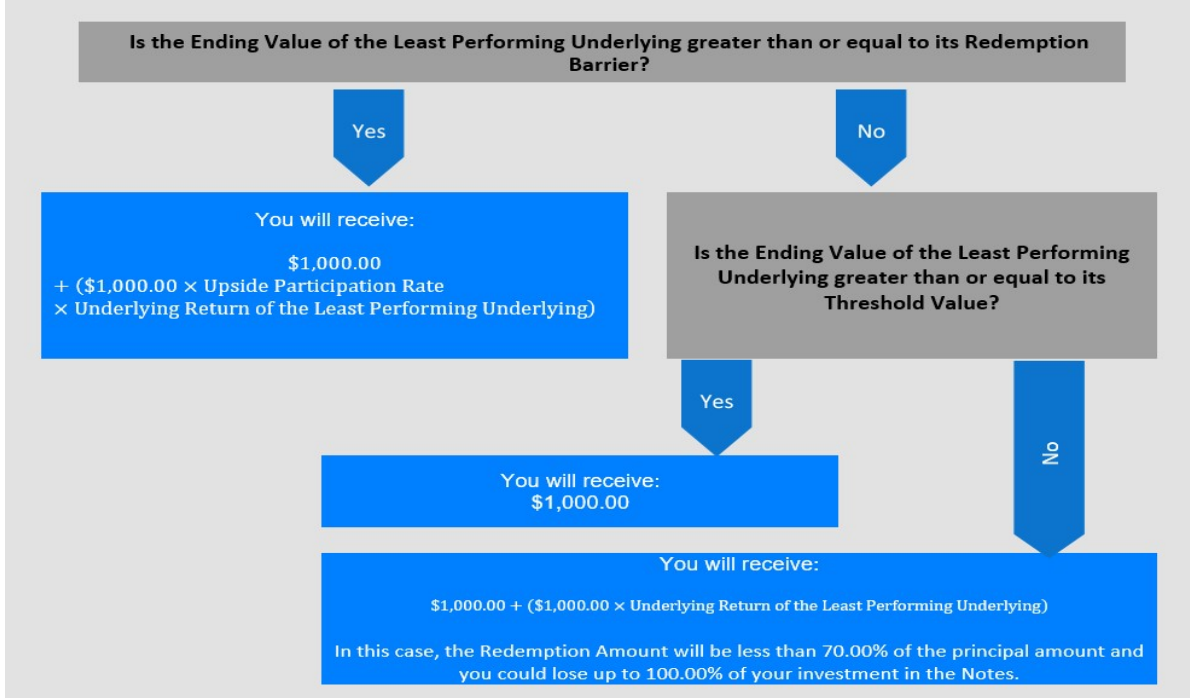 Is the Ending Value of the Least Performing Underlying greater than or equal to its Redemption
Barrier?
Yes
No
You will receive:
$1,000.00
+ ($1,000.00 × Upside Participation Rate
× Underlying Return of the Least Performing Underlying)
Is the Ending Value of the Least Performing
Underlying greater than or equal to its
Threshold Value?
Yes
No
You will receive:
$1,000.00
You will receive:
$1,000.00 + ($1,000.00 × Underlying Return of the Least Performing Underlying)
In this case, the Redemption Amount will be less than 70.00% of the principal amount and
you could lose up to 100.00% of your investment in the Notes.